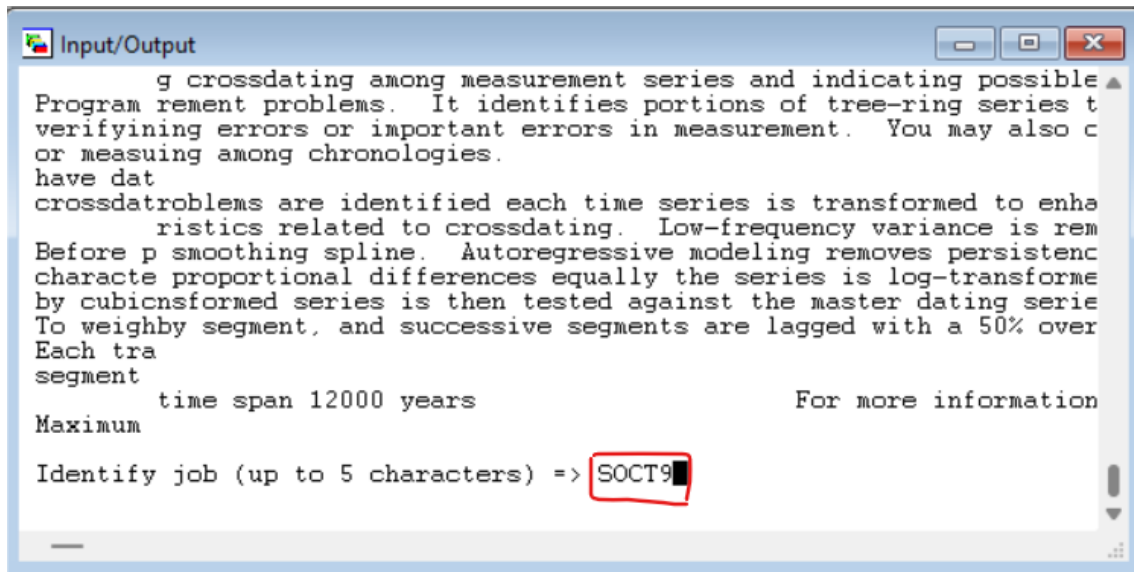 Input/Output
g crossdating among measurement series and indicating possible
Program rement problems.  It identifies portions of tree-ring series t
verifyining errors or important errors in measurement.  You may also c
or measuing among chronologies.
have dat
crossdatroblems are identified each time series is transformed to enha
ristics related to crossdating.  Low-frequency variance is rem
Before p smoothing spline.  Autoregressive modeling removes persistenc
characte proportional differences equally the series is log-transforme
by cubicnsformed series is then tested against the master dating serie
To weighby segment, and successive segments are lagged with a 50% over
Each tra
segment
time span 12000 years For more information
Maximum
Identify job (up to 5 characters) => SOCT9